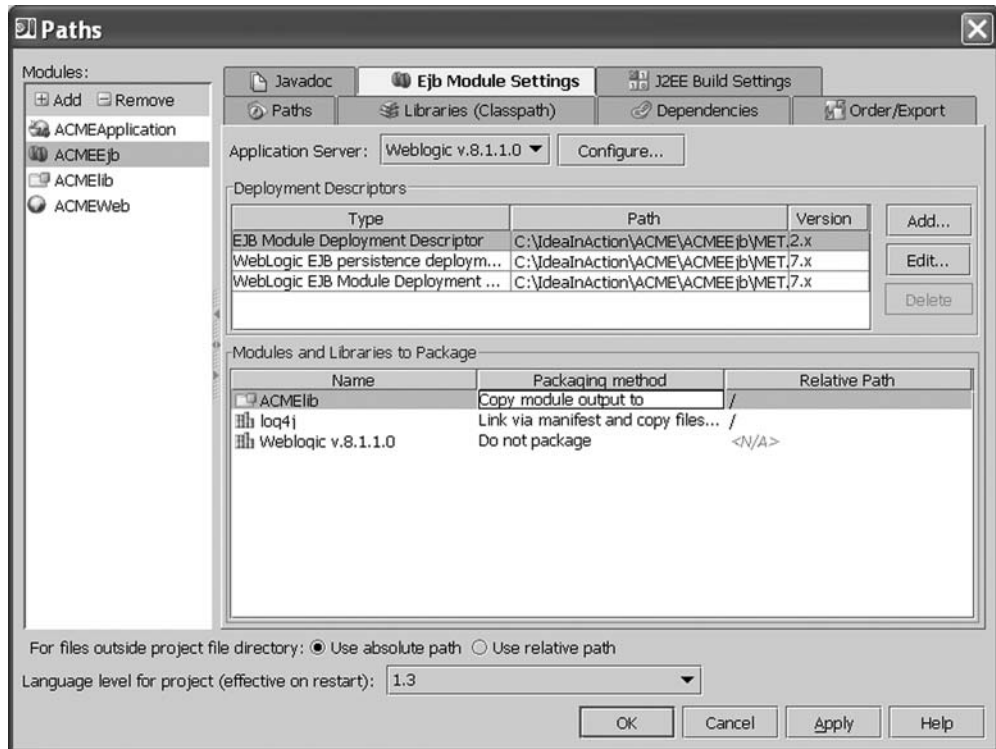 Paths
Modules:
Add Remove
ACMEApplication
ACMEEjb
ACMElib
ACMEWeb
Javadoc Ejb Module Settings J2EE Build Settings
Paths Libraries (Classpath) Dependencies Order/Export
Application Server: Weblogic v.8.1.1.0 Configure...
Deployment Descriptors
Type Path Version Add...
EJB Module Deployment Descriptor C:\IdeaInAction\ACME\ACMEEjb\MET. 2.x
WebLogic EJB persistence deploym... C:\IdeaInAction\ACME\ACMEEjb\MET. 7.x Edit...
WebLogic EJB Module Deployment ... C:\IdeaInAction\ACME\ACMEEjb\MET. 7.x
Delete
Modules and Libraries to Package
Name Packaging method Relative Path
ACMElib Copy module output to /
log4j Link via manifest and copy files... /
Weblogic v.8.1.1.0 Do not package <N/A>
For files outside project file directory: Use absolute path Use relative path
Language level for project (effective on restart): 1.3
OK Cancel Apply Help